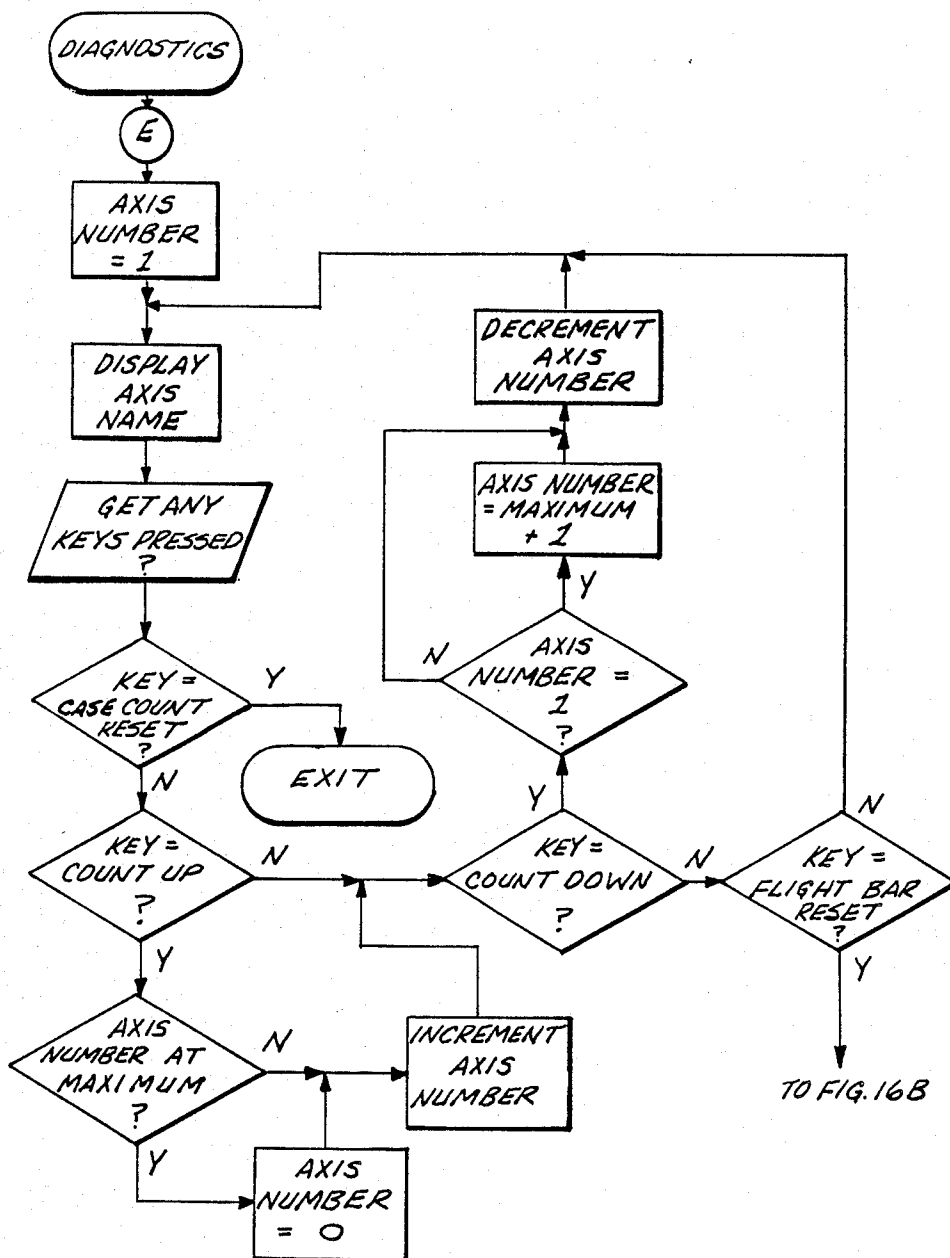 DIAGNOSTICS
E
AXIS
NUMBER
= 1
DISPLAY
AXIS
NAME
GET ANY
KEYS PRESSED
?
KEY =
CASE COUNT
RESET
?
Y
N
EXIT
KEY =
COUNT UP
?
N
Y
AXIS
NUMBER AT
MAXIMUM
?
N
Y
AXIS
NUMBER
= 0
INCREMENT
AXIS
NUMBER
DECREMENT
AXIS
NUMBER
AXIS NUMBER
= MAXIMUM
+ 1
Y
N
AXIS
NUMBER =
1
?
Y
KEY =
COUNT DOWN
?
N
N
KEY =
FLIGHT BAR
RESET
?
Y
TO FIG. 16B